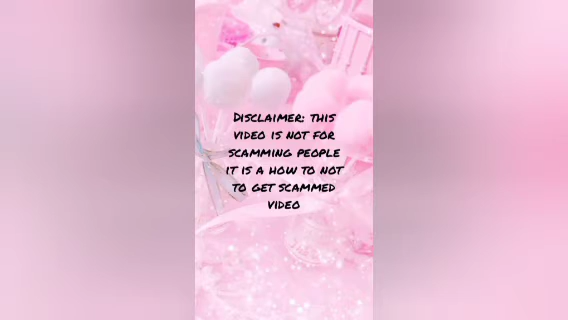 Disclaimer: this
video is not for
scamming people
it is a how to not
to get scammed
video